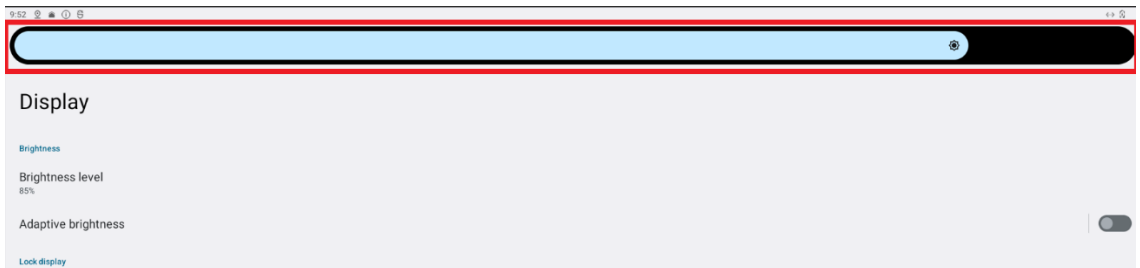 9:52
Display
Brightness
Brightness level
85%
Adaptive brightness
Lock display